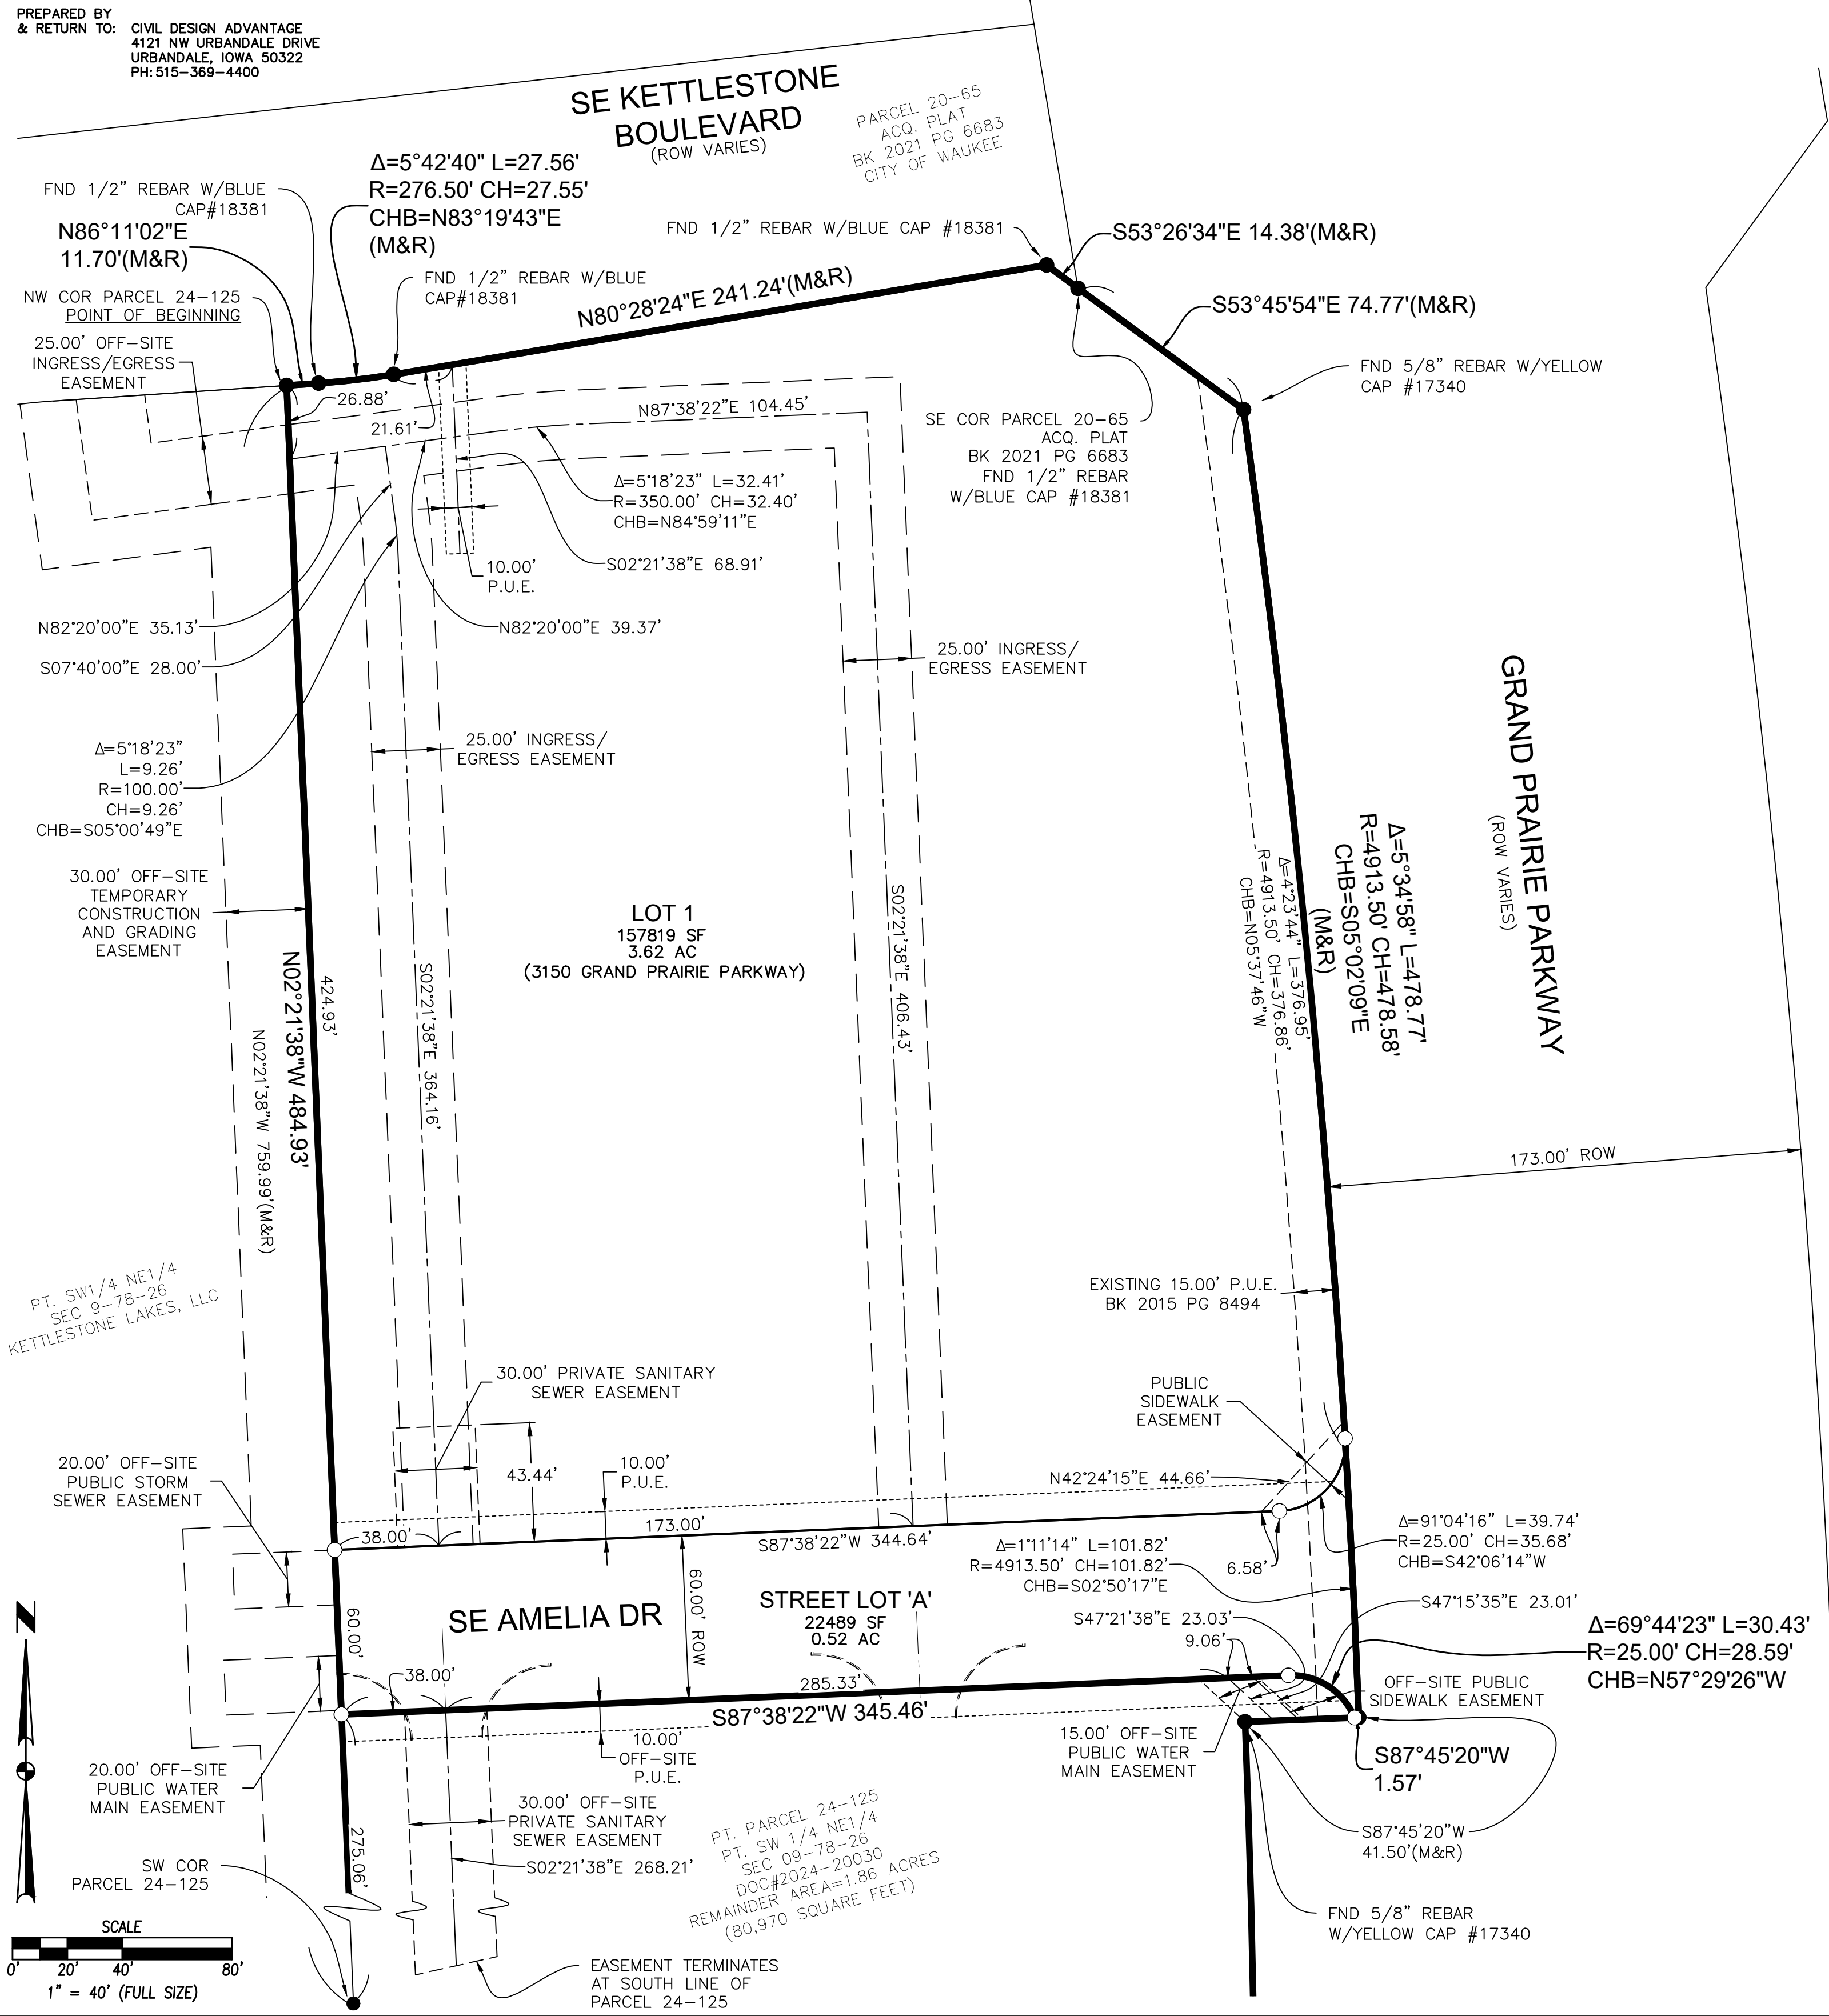 PREPARED BY
& RETURN TO: CIVIL DESIGN ADVANTAGE
4121 NW URBANDALE DRIVE
URBANDALE, IOWA 50322
PH: 515-369-4400
SE KETTLESTONE
BOULEVARD
(ROW VARIES)
PARCEL 20-65
ACQ. PLAT
BK 2021 PG 6683
CITY OF WAUKEE
Δ=5°42'40" L=27.56'
R=276.50' CH=27.55'
CHB=N83°19'43"E
(M&R)
FND 1/2" REBAR W/BLUE
CAP#18381
N86°11'02"E
11.70'(M&R)
NW COR PARCEL 24-125
POINT OF BEGINNING
25.00' OFF-SITE
INGRESS/EGRESS
EASEMENT
FND 1/2" REBAR W/BLUE
CAP#18381
FND 1/2" REBAR W/BLUE CAP #18381
N80°28'24"E 241.24'(M&R)
S53°26'34"E 14.38'(M&R)
S53°45'54"E 74.77'(M&R)
FND 5/8" REBAR W/YELLOW
CAP #17340
SE COR PARCEL 20-65
ACQ. PLAT
BK 2021 PG 6683
FND 1/2" REBAR
W/BLUE CAP #18381
26.88'
21.61'
N87°38'22"E 104.45'
Δ=5°18'23" L=32.41'
R=350.00' CH=32.40'
CHB=N84°59'11"E
S02°21'38"E 68.91'
10.00'
P.U.E.
N82°20'00"E 35.13'
N82°20'00"E 39.37'
S07°40'00"E 28.00'
25.00' INGRESS/
EGRESS EASEMENT
25.00' INGRESS/
EGRESS EASEMENT
Δ=5°18'23"
L=9.26'
R=100.00'
CH=9.26'
CHB=S05°00'49"E
30.00' OFF-SITE
TEMPORARY
CONSTRUCTION
AND GRADING
EASEMENT
LOT 1
157819 SF
3.62 AC
(3150 GRAND PRAIRIE PARKWAY)
GRAND PRAIRIE PARKWAY
(ROW VARIES)
Δ=5°34'58" L=478.77'
R=4913.50' CH=478.58'
CHB=S05°02'09"E
(M&R)
Δ=4°23'44" L=376.95'
R=4913.50' CH=376.86'
CHB=N05°37'46"W
S02°21'38"E 406.43'
S02°21'38"E 364.16'
424.93'
N02°21'38"W 484.93'
N02°21'38"W 759.99'(M&R)
173.00' ROW
PT. SW1/4 NE1/4
SEC 9-78-26
KETTLESTONE LAKES, LLC
EXISTING 15.00' P.U.E.
BK 2015 PG 8494
30.00' PRIVATE SANITARY
SEWER EASEMENT
PUBLIC
SIDEWALK
EASEMENT
20.00' OFF-SITE
PUBLIC STORM
SEWER EASEMENT
43.44'
10.00'
P.U.E.
N42°24'15"E 44.66'
38.00'
173.00'
S87°38'22"W 344.64'
Δ=1°11'14" L=101.82'
R=4913.50' CH=101.82'
CHB=S02°50'17"E
6.58'
Δ=91°04'16" L=39.74'
R=25.00' CH=35.68'
CHB=S42°06'14"W
60.00'
SE AMELIA DR
60.00' ROW
STREET LOT 'A'
22489 SF
0.52 AC
S47°21'38"E 23.03'
9.06'
S47°15'35"E 23.01'
Δ=69°44'23" L=30.43'
R=25.00' CH=28.59'
CHB=N57°29'26"W
38.00'
285.33'
S87°38'22"W 345.46'
OFF-SITE PUBLIC
SIDEWALK EASEMENT
10.00'
OFF-SITE
P.U.E.
15.00' OFF-SITE
PUBLIC WATER
MAIN EASEMENT
S87°45'20"W
1.57'
20.00' OFF-SITE
PUBLIC WATER
MAIN EASEMENT
30.00' OFF-SITE
PRIVATE SANITARY
SEWER EASEMENT
S02°21'38"E 268.21'
PT. PARCEL 24-125
PT. SW 1/4 NE1/4
SEC 09-78-26
DOC#2024-20030
REMAINDER AREA=1.86 ACRES
(80,970 SQUARE FEET)
S87°45'20"W
41.50'(M&R)
275.06'
SW COR
PARCEL 24-125
FND 5/8" REBAR
W/YELLOW CAP #17340
EASEMENT TERMINATES
AT SOUTH LINE OF
PARCEL 24-125
N
SCALE
0' 20' 40' 80'
1" = 40' (FULL SIZE)